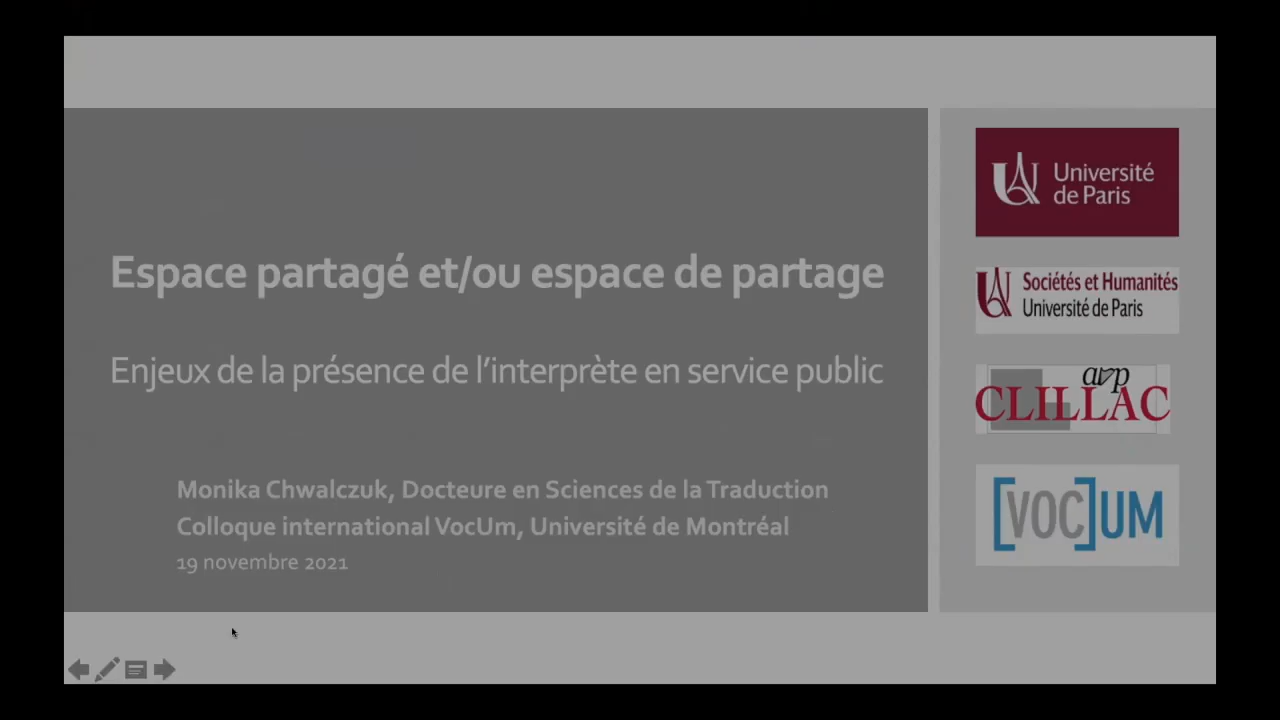 Espace partagé et/ou espace de partage
Enjeux de la présence de l’interprète en service public
Monika Chwalczuk, Docteure en Sciences de la Traduction
Colloque international VocUm, Université de Montréal
19 novembre 2021
Université
de Paris
Sociétés et Humanités
Université de Paris
arp
CLILLAC
[VOC]UM